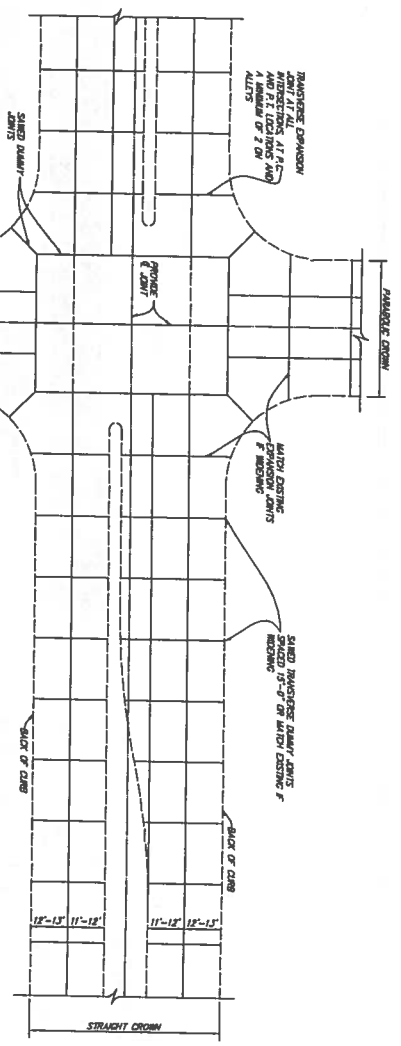 TRANSVERSE EXPANSION
JOINT AT ALL
INTERSECTIONS, AT P.C.
AND P.T. LOCATIONS AND
A MINIMUM OF 2 ON
ALLEYS
PARABOLIC CROWN
SAWED DUMMY
JOINTS
PROVIDE
℄ JOINT
MATCH EXISTING
EXPANSION JOINTS
IF WIDENING
SAWED TRANSVERSE DUMMY JOINTS
SPACED 15'-0" OR MATCH EXISTING IF
WIDENING
BACK OF CURB
BACK OF CURB
12'-13'
11'-12'
11'-12'
12'-13'
STRAIGHT CROWN